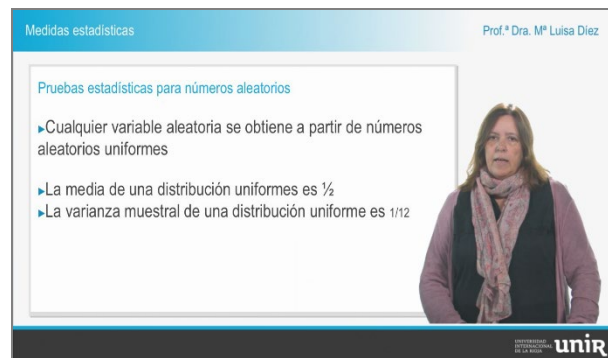 Medidas estadísticas
Prof.ª Dra. Mª Luisa Díez
Pruebas estadísticas para números aleatorios
▸Cualquier variable aleatoria se obtiene a partir de números
aleatorios uniformes
▸La media de una distribución uniformes es ½
▸La varianza muestral de una distribución uniforme es 1/12
UNIVERSIDAD
INTERNACIONAL
DE LA RIOJA
unir